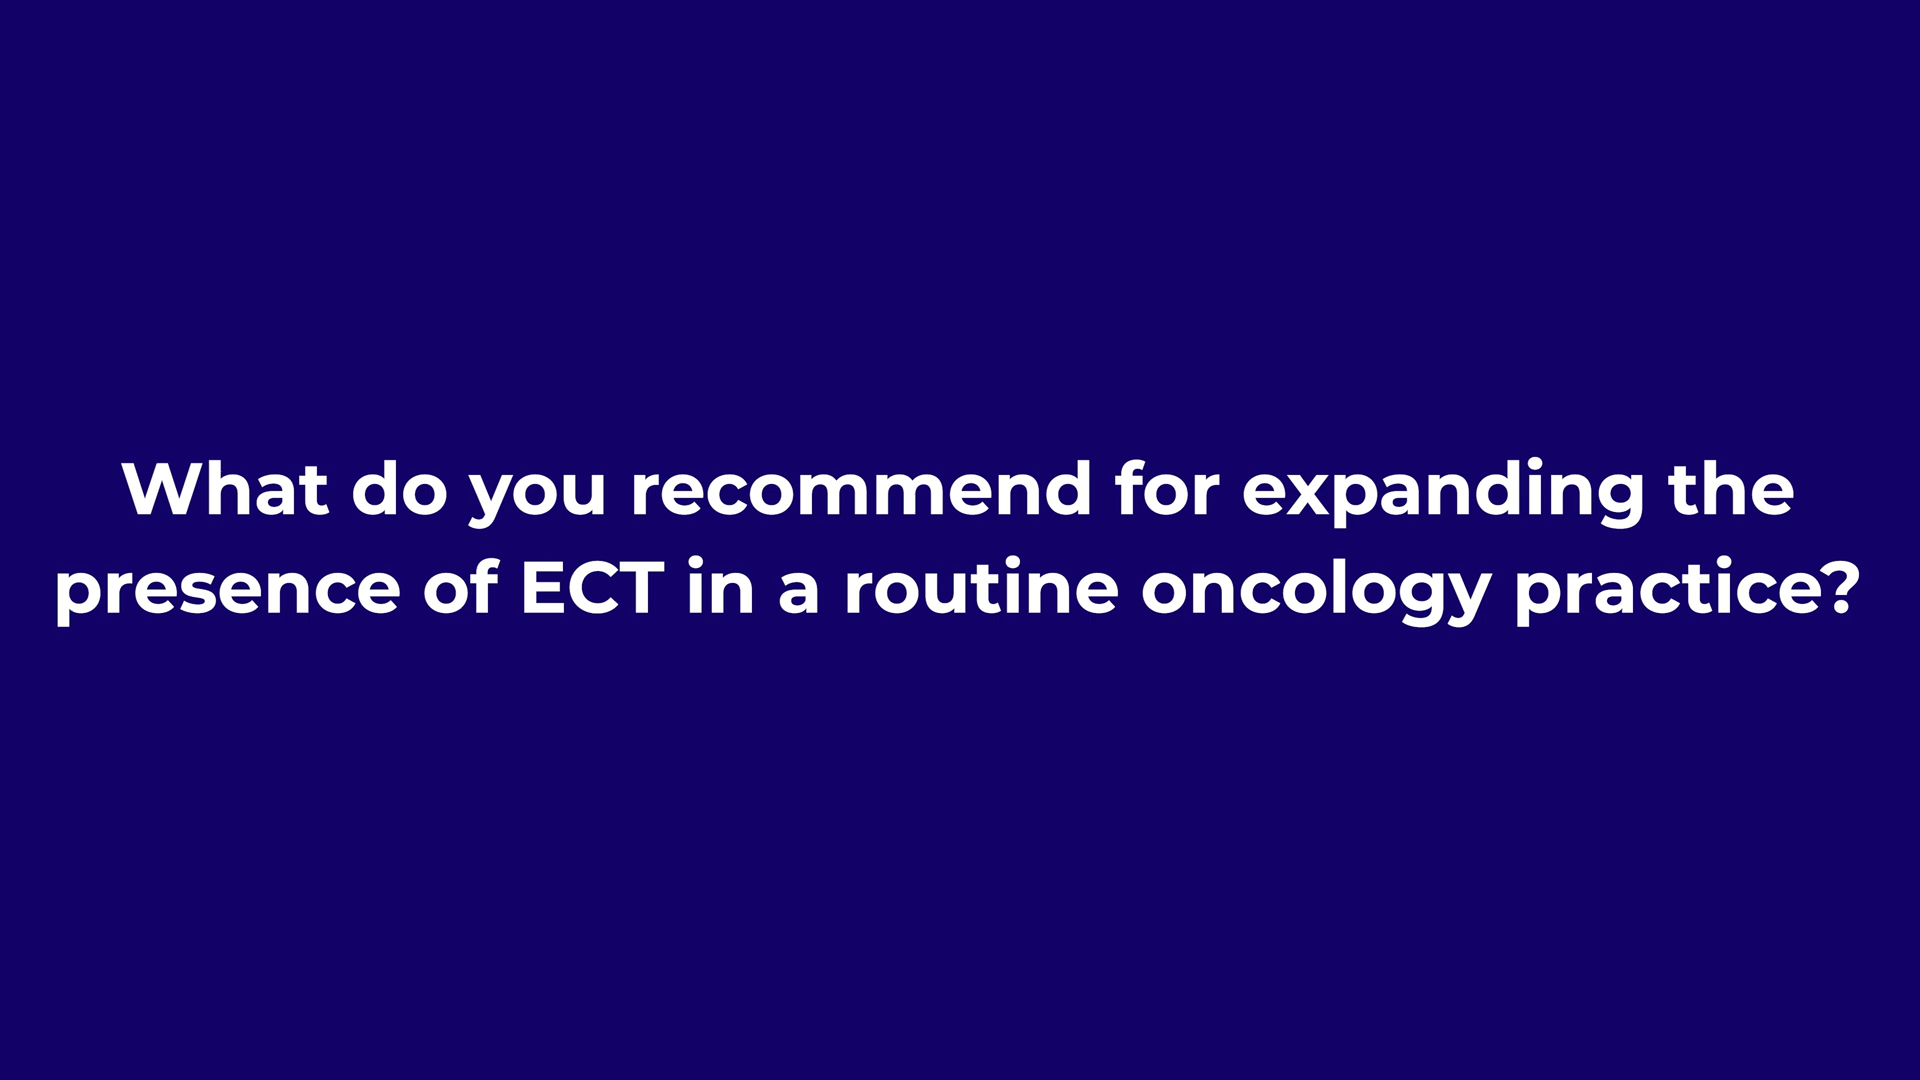 What do you recommend for expanding the
presence of ECT in a routine oncology practice?